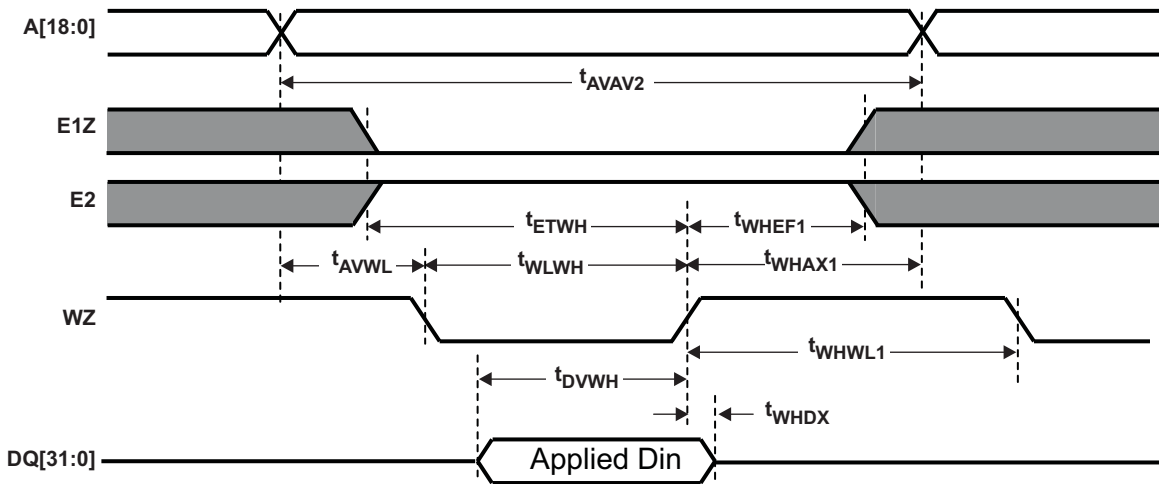 A[18:0]
tAVAV2
E1Z
E2
tETWH
tWHEF1
tAVWL
tWLWH
tWHAX1
WZ
tWHWL1
tDVWH
tWHDX
DQ[31:0]
Applied Din